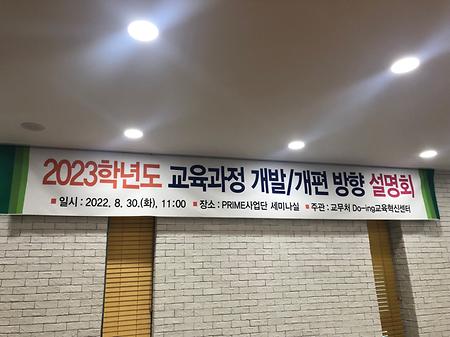 2023학년도 교육과정 개발/개편 방향 설명회
■ 일시 : 2022. 8. 30.(화), 11:00 ■ 장소 : PRIME사업단 세미나실 ■ 주관 : 교무처 Do-ing교육혁신센터